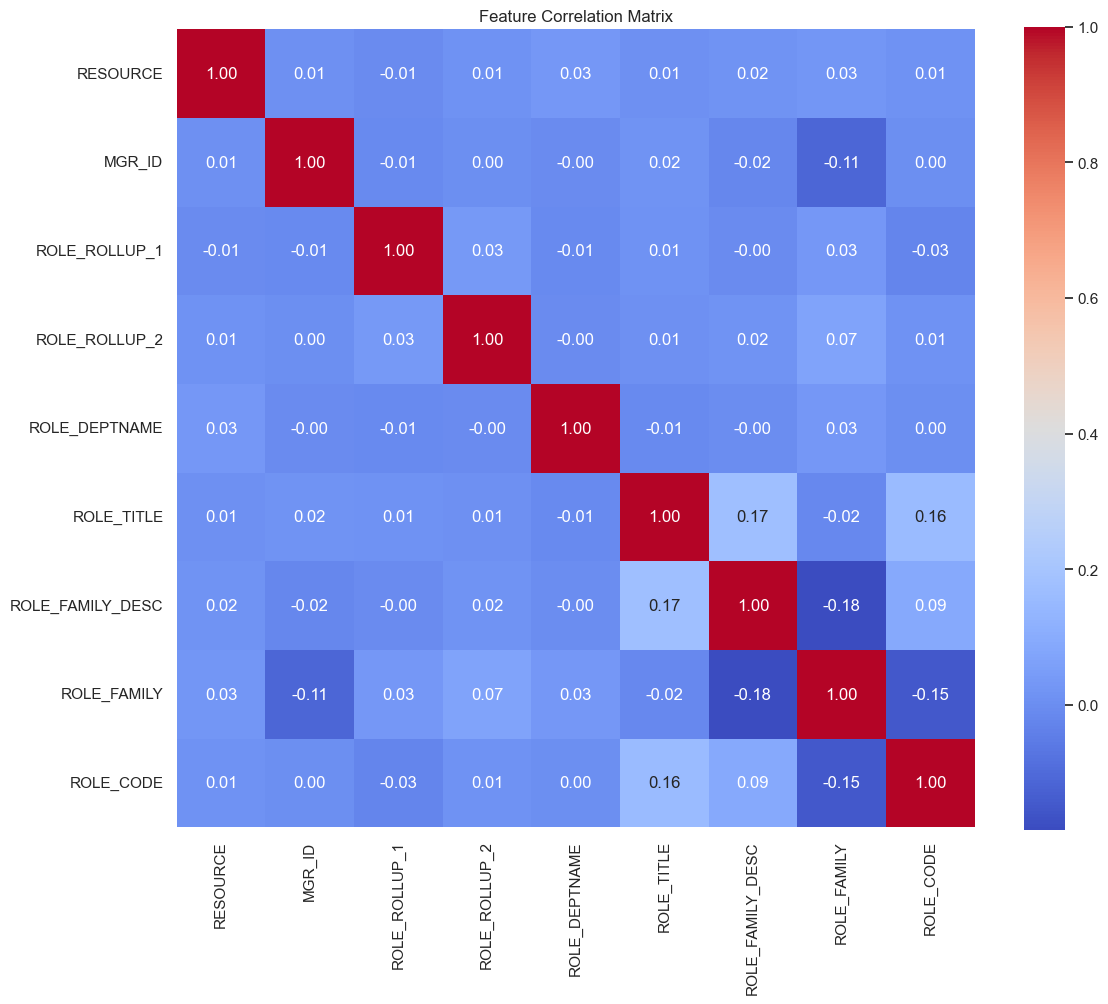 Feature Correlation Matrix
RESOURCE 1.00 0.01 -0.01 0.01 0.03 0.01 0.02 0.03 0.01
MGR_ID 0.01 1.00 -0.01 0.00 -0.00 0.02 -0.02 -0.11 0.00
ROLE_ROLLUP_1 -0.01 -0.01 1.00 0.03 -0.01 0.01 -0.00 0.03 -0.03
ROLE_ROLLUP_2 0.01 0.00 0.03 1.00 -0.00 0.01 0.02 0.07 0.01
ROLE_DEPTNAME 0.03 -0.00 -0.01 -0.00 1.00 -0.01 -0.00 0.03 0.00
ROLE_TITLE 0.01 0.02 0.01 0.01 -0.01 1.00 0.17 -0.02 0.16
ROLE_FAMILY_DESC 0.02 -0.02 -0.00 0.02 -0.00 0.17 1.00 -0.18 0.09
ROLE_FAMILY 0.03 -0.11 0.03 0.07 0.03 -0.02 -0.18 1.00 -0.15
ROLE_CODE 0.01 0.00 -0.03 0.01 0.00 0.16 0.09 -0.15 1.00
RESOURCE
MGR_ID
ROLE_ROLLUP_1
ROLE_ROLLUP_2
ROLE_DEPTNAME
ROLE_TITLE
ROLE_FAMILY_DESC
ROLE_FAMILY
ROLE_CODE
1.0
0.8
0.6
0.4
0.2
0.0